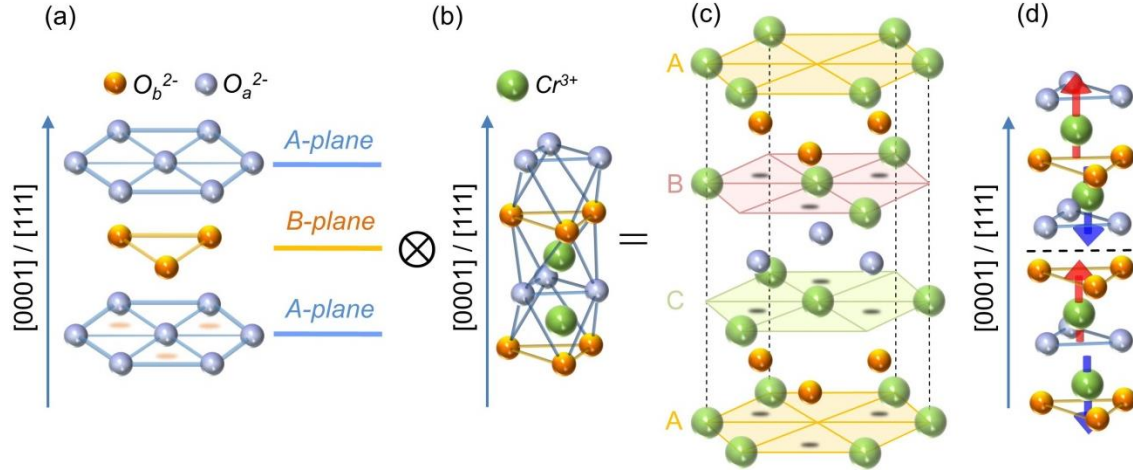 (a)
(b)
(c)
(d)
O_b^{2-}
O_a^{2-}
Cr^{3+}
[0001] / [111]
A-plane
B-plane
A-plane
⊗
[0001] / [111]
=
A
B
C
A
[0001] / [111]